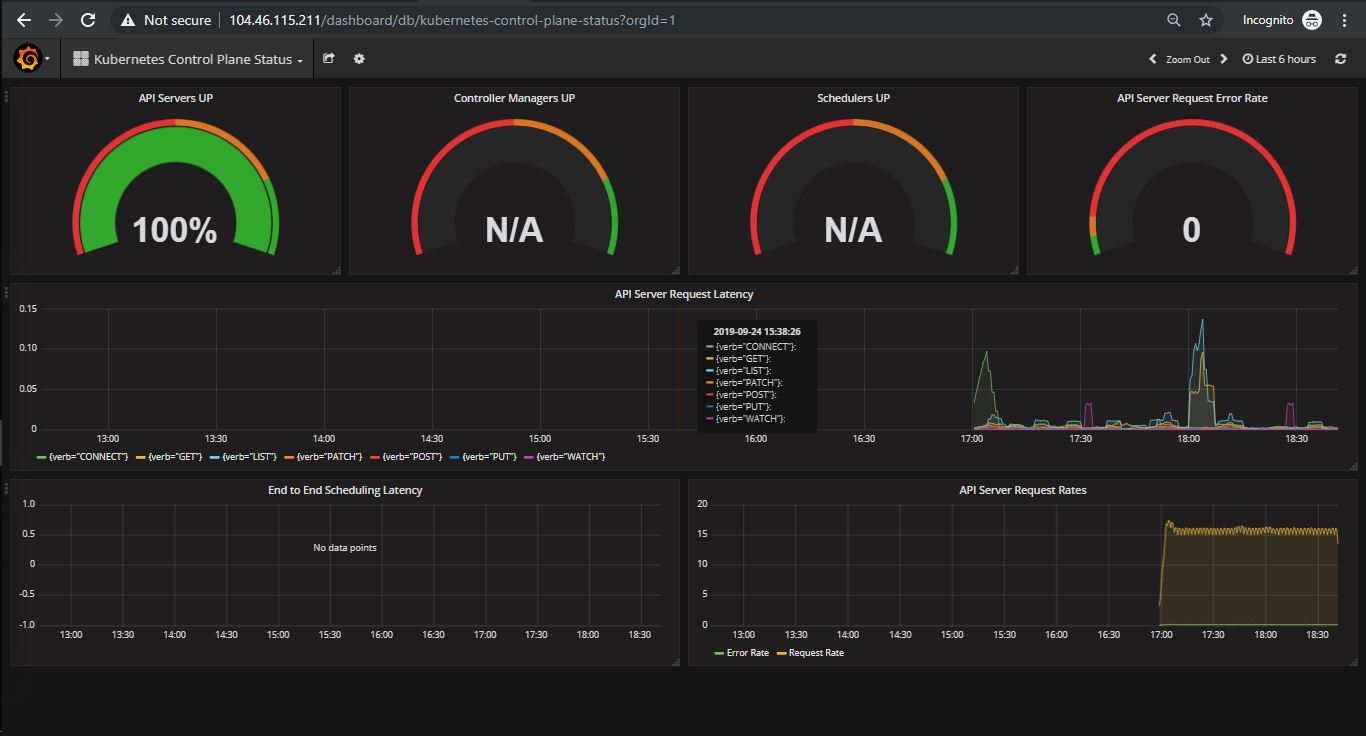 Not secure 104.46.115.211/dashboard/db/kubernetes-control-plane-status?orgId=1 Incognito
Kubernetes Control Plane Status Zoom Out Last 6 hours
API Servers UP
100%
Controller Managers UP
N/A
Schedulers UP
N/A
API Server Request Error Rate
0
API Server Request Latency
0.15
0.10
0.05
0
2019-09-24 15:38:26
{verb="CONNECT"}:
{verb="GET"}:
{verb="LIST"}:
{verb="PATCH"}:
{verb="POST"}:
{verb="PUT"}:
{verb="WATCH"}:
13:00 13:30 14:00 14:30 15:00 15:30 16:00 16:30 17:00 17:30 18:00 18:30
{verb="CONNECT"} {verb="GET"} {verb="LIST"} {verb="PATCH"} {verb="POST"} {verb="PUT"} {verb="WATCH"}
End to End Scheduling Latency
1.0
0.5
0
-0.5
-1.0
No data points
13:00 13:30 14:00 14:30 15:00 15:30 16:00 16:30 17:00 17:30 18:00 18:30
API Server Request Rates
20
15
10
5
0
13:00 13:30 14:00 14:30 15:00 15:30 16:00 16:30 17:00 17:30 18:00 18:30
Error Rate Request Rate